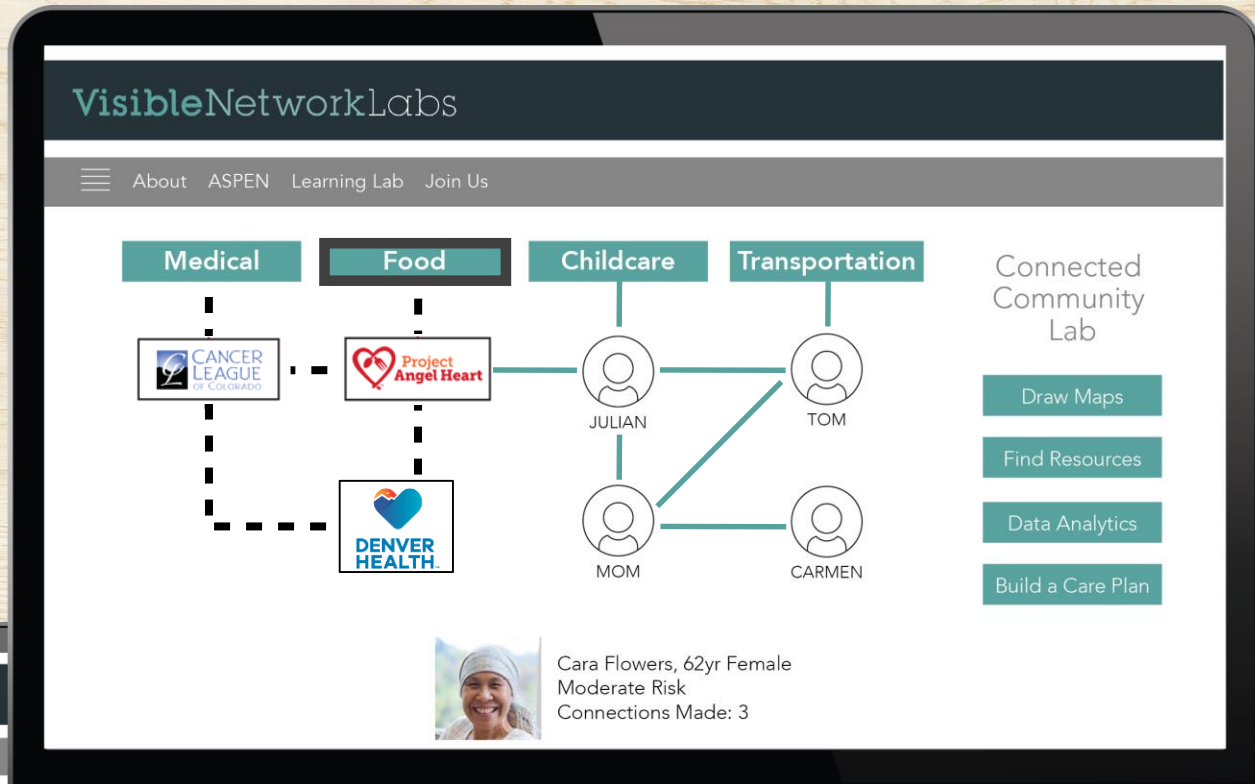 VisibleNetworkLabs
About ASPEN Learning Lab Join Us
Medical
Food
Childcare
Transportation
CANCER
LEAGUE
OF COLORADO
Project
Angel Heart
JULIAN
TOM
DENVER
HEALTH™
MOM
CARMEN
Connected
Community
Lab
Draw Maps
Find Resources
Data Analytics
Build a Care Plan
Cara Flowers, 62yr Female
Moderate Risk
Connections Made: 3